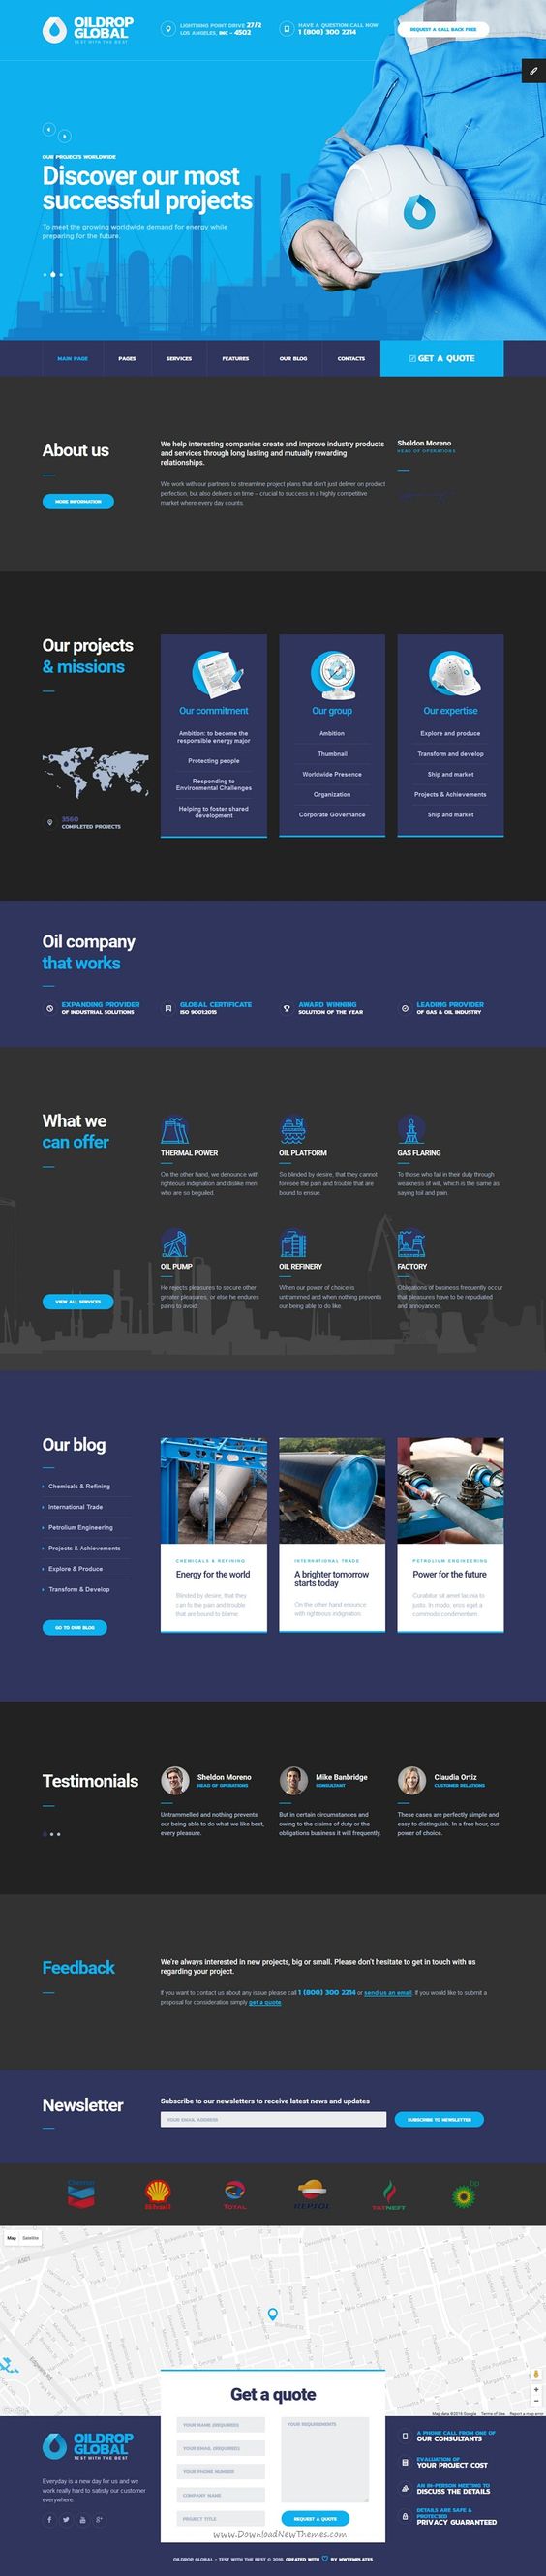 OILDROP
GLOBAL
TEST WITH THE BEST
LIGHTNING POINT DRIVE 27/2
LOS ANGELES, INC - 4502
HAVE A QUESTION CALL NOW
1 (800) 300 2214
REQUEST A CALL BACK FREE
OUR PROJECTS WORLDWIDE
Discover our most
successful projects
To meet the growing worldwide demand for energy while
preparing for the future.
MAIN PAGE
PAGES
SERVICES
FEATURES
OUR BLOG
CONTACTS
GET A QUOTE
About us
MORE INFORMATION
We help interesting companies create and improve industry products
and services through long lasting and mutually rewarding
relationships.
We work with our partners to streamline project plans that don't just deliver on product
perfection, but also delivers on time – crucial to success in a highly competitive
market where every day counts.
Sheldon Moreno
HEAD OF OPERATIONS
Our projects
& missions
3560
COMPLETED PROJECTS
Our commitment
Ambition: to become the
responsible energy major
Protecting people
Responding to
Environmental Challenges
Helping to foster shared
development
Our group
Ambition
Thumbnail
Worldwide Presence
Organization
Corporate Governance
Our expertise
Explore and produce
Transform and develop
Ship and market
Projects & Achievements
Ship and market
Oil company
that works
EXPANDING PROVIDER
OF INDUSTRIAL SOLUTIONS
GLOBAL CERTIFICATE
ISO 9001:2015
AWARD WINNING
SOLUTION OF THE YEAR
LEADING PROVIDER
OF GAS & OIL INDUSTRY
What we
can offer
VIEW ALL SERVICES
THERMAL POWER
On the other hand, we denounce with
righteous indignation and dislike men
who are so beguiled.
OIL PLATFORM
So blinded by desire, that they cannot
foresee the pain and trouble that are
bound to ensue.
GAS FLARING
To those who fail in their duty through
weakness of will, which is the same as
saying toil and pain.
OIL PUMP
He rejects pleasures to secure other
greater pleasures, or else he endures
pains to avoid.
OIL REFINERY
When our power of choice is
untrammed and when nothing prevents
our being able to do like.
FACTORY
Obligations of business frequently occur
that pleasures have to be repudiated
and annoyances.
Our blog
Chemicals & Refining
International Trade
Petrolium Engineering
Projects & Achievements
Explore & Produce
Transform & Develop
GO TO OUR BLOG
CHEMICALS & REFINING
Energy for the world
Blinded by desire, that they
can to the pain and trouble
that are bound to blame.
INTERNATIONAL TRADE
A brighter tomorrow
starts today
On the other hand enounce
with righteous indignation.
PETROLIUM ENGINEERING
Power for the future
Curabitur sit amet lacinia to
justo. In modo, eros eget a
commodo condimentum.
Testimonials
Sheldon Moreno
HEAD OF OPERATIONS
Untrammelled and nothing prevents
our being able to do what we like best,
every pleasure.
Mike Banbridge
CONSULTANT
But in certain circumstances and
owing to the claims of duty or the
obligations business it will frequently.
Claudia Ortiz
CUSTOMER RELATIONS
These cases are perfectly simple and
easy to distinguish. In a free hour, our
power of choice.
Feedback
We're always interested in new projects, big or small. Please don't hesitate to get in touch with us
regarding your project.
If you want to contact us about any issue please call 1 (800) 300 2214 or send us an email. If you would like to submit a
proposal for consideration simply get a quote.
Newsletter
Subscribe to our newsletters to receive latest news and updates
YOUR EMAIL ADDRESS
SUBSCRIBE TO NEWSLETTER
Chevron
Shell
TOTAL
REPSOL
TATNEFT
bp
Map
Satellite
Map data ©2016 Google
Terms of Use
Report a map error
Get a quote
YOUR NAME (REQUIRED)
YOUR EMAIL (REQUIRED)
YOUR PHONE NUMBER
COMPANY NAME
PROJECT TITLE
YOUR REQUIREMENTS
REQUEST A QUOTE
www.DownloadNewThemes.com
OILDROP
GLOBAL
TEST WITH THE BEST
Everyday is a new day for us and we
work really hard to satisfy our customer
everywhere.
A PHONE CALL FROM ONE OF
OUR CONSULTANTS
EVALUATION OF
YOUR PROJECT COST
AN IN-PERSON MEETING TO
DISCUSS THE DETAILS
DETAILS ARE SAFE &
PROTECTED
PRIVACY GUARANTEED
OILDROP GLOBAL - TEST WITH THE BEST © 2016. CREATED WITH ♡ BY MWTEMPLATES